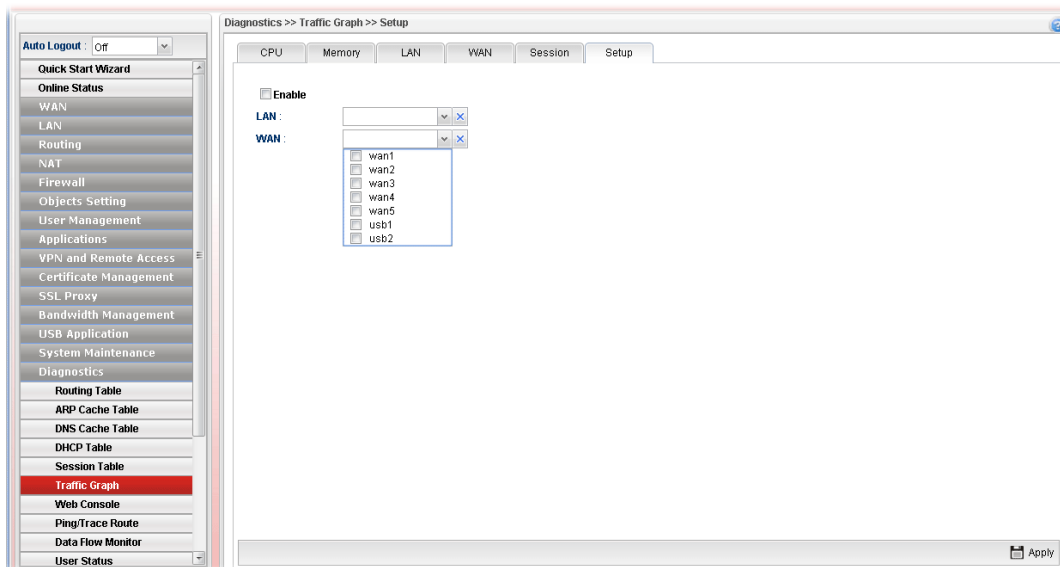 Diagnostics >> Traffic Graph >> Setup
Auto Logout : Off
Quick Start Wizard
Online Status
WAN
LAN
Routing
NAT
Firewall
Objects Setting
User Management
Applications
VPN and Remote Access
Certificate Management
SSL Proxy
Bandwidth Management
USB Application
System Maintenance
Diagnostics
Routing Table
ARP Cache Table
DNS Cache Table
DHCP Table
Session Table
Traffic Graph
Web Console
Ping/Trace Route
Data Flow Monitor
User Status
CPU Memory LAN WAN Session Setup
Enable
LAN :
WAN :
wan1
wan2
wan3
wan4
wan5
usb1
usb2
Apply